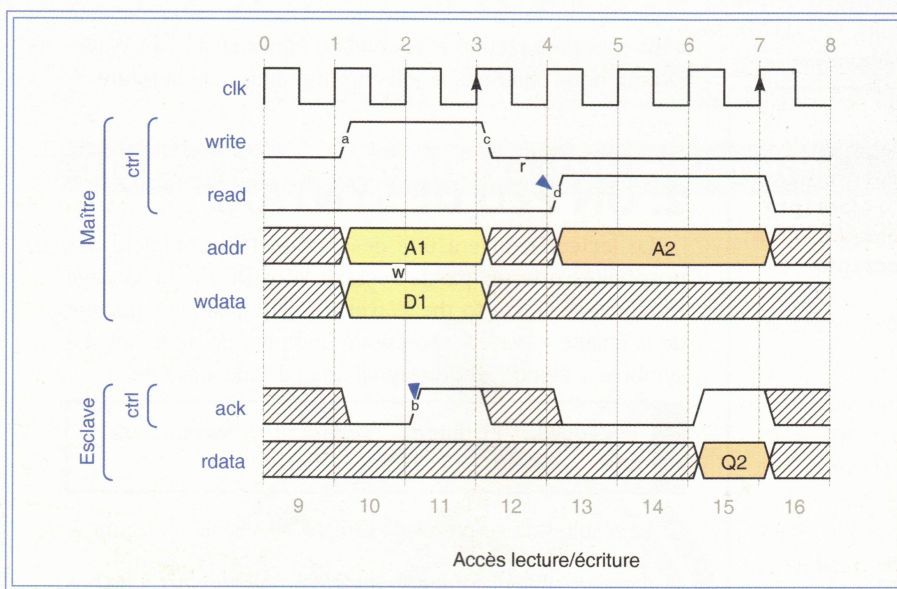 0 1 2 3 4 5 6 7 8
clk
write
a
c
r
read
d
addr
A1
A2
w
wdata
D1
ack
b
rdata
Q2
ctrl
Maître
ctrl
Esclave
9 10 11 12 13 14 15 16
Accès lecture/écriture